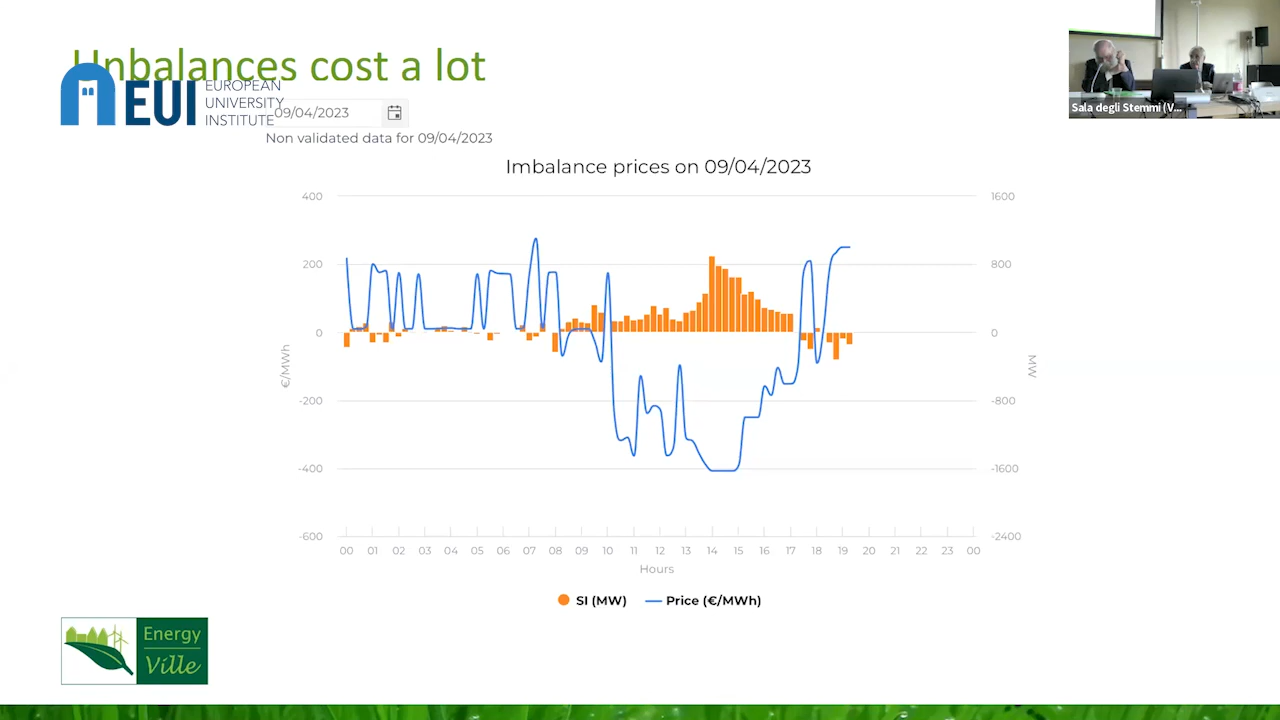 Unbalances cost a lot
EUI EUROPEAN
UNIVERSITY
INSTITUTE
09/04/2023
Non validated data for 09/04/2023
Sala degli Stemmi (V...
Imbalance prices on 09/04/2023
400 1600
200 800
0 0
€/MWh MW
-200 -800
-400 -1600
-600 -2400
00 01 02 03 04 05 06 07 08 09 10 11 12 13 14 15 16 17 18 19 20 21 22 23 00
Hours
SI (MW) Price (€/MWh)
Energy
Ville